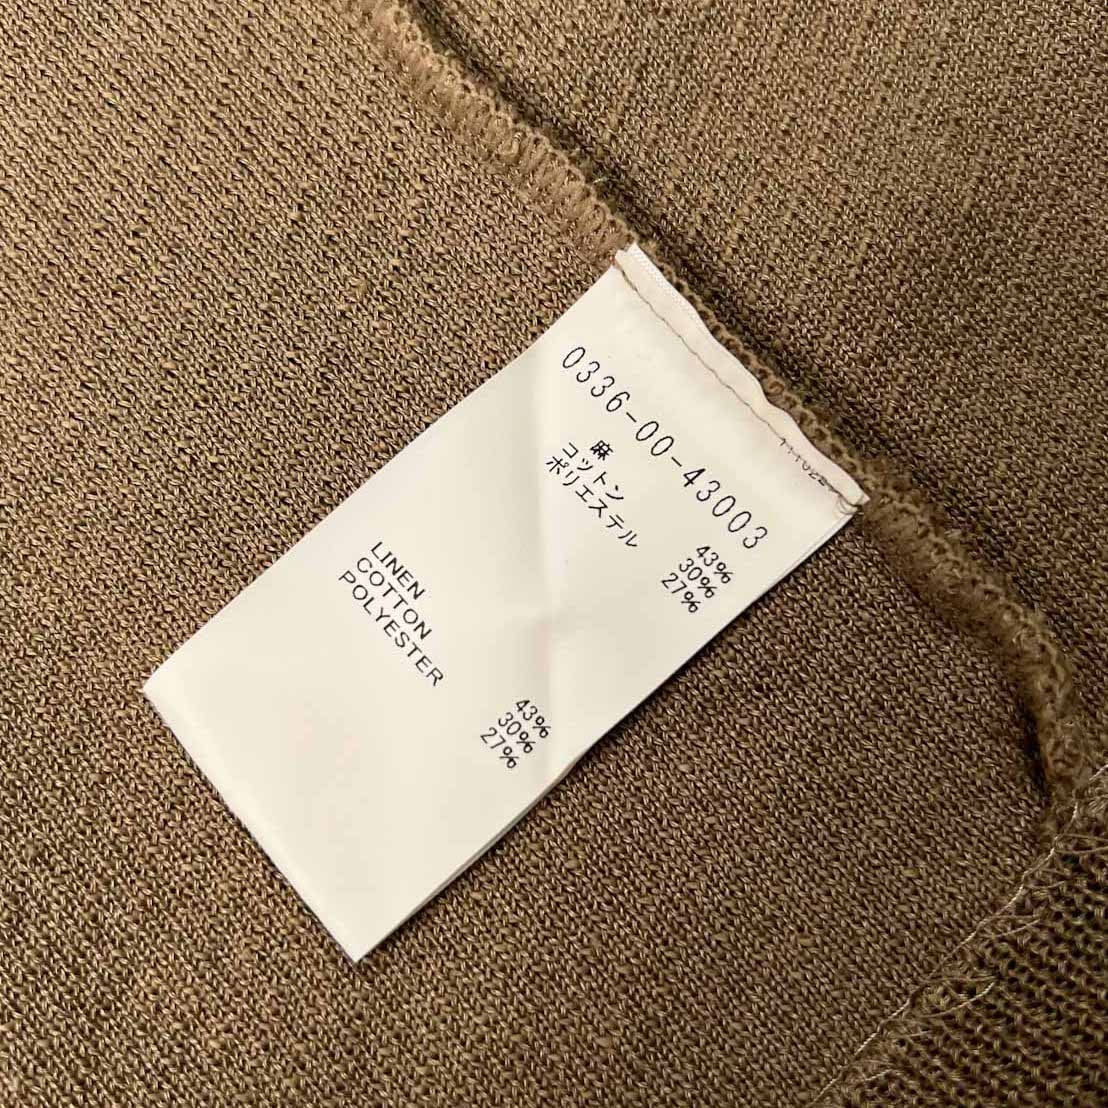 0336-00-43003
麻 43%
コットン 30%
ポリエステル 27%
LINEN 43%
COTTON 30%
POLYESTER 27%